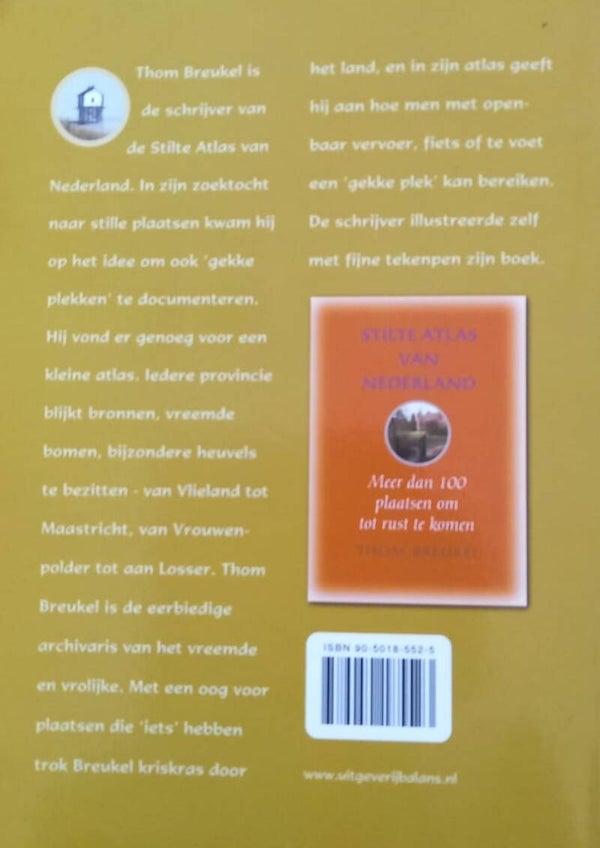 Thom Breukel is
de schrijver van
de Stilte Atlas van
Nederland. In zijn zoektocht
naar stille plaatsen kwam hij
op het idee om ook 'gekke
plekken' te documenteren.
Hij vond er genoeg voor een
kleine atlas. Iedere provincie
blijkt bronnen, vreemde
bomen, bijzondere heuvels
te bezitten - van Vlieland tot
Maastricht, van Vrouwen-
polder tot aan Losser. Thom
Breukel is de eerbiedige
archivaris van het vreemde
en vrolijke. Met een oog voor
plaatsen die 'iets' hebben
trok Breukel kriskras door
het land, en in zijn atlas geeft
hij aan hoe men met open-
baar vervoer, fiets of te voet
een 'gekke plek' kan bereiken.
De schrijver illustreerde zelf
met fijne tekenpen zijn boek.
STILTE ATLAS
VAN
NEDERLAND
Meer dan 100
plaatsen om
tot rust te komen
THOM BREUKEL
ISBN 90-5018-552-5
www.uitgeverijbalans.nl